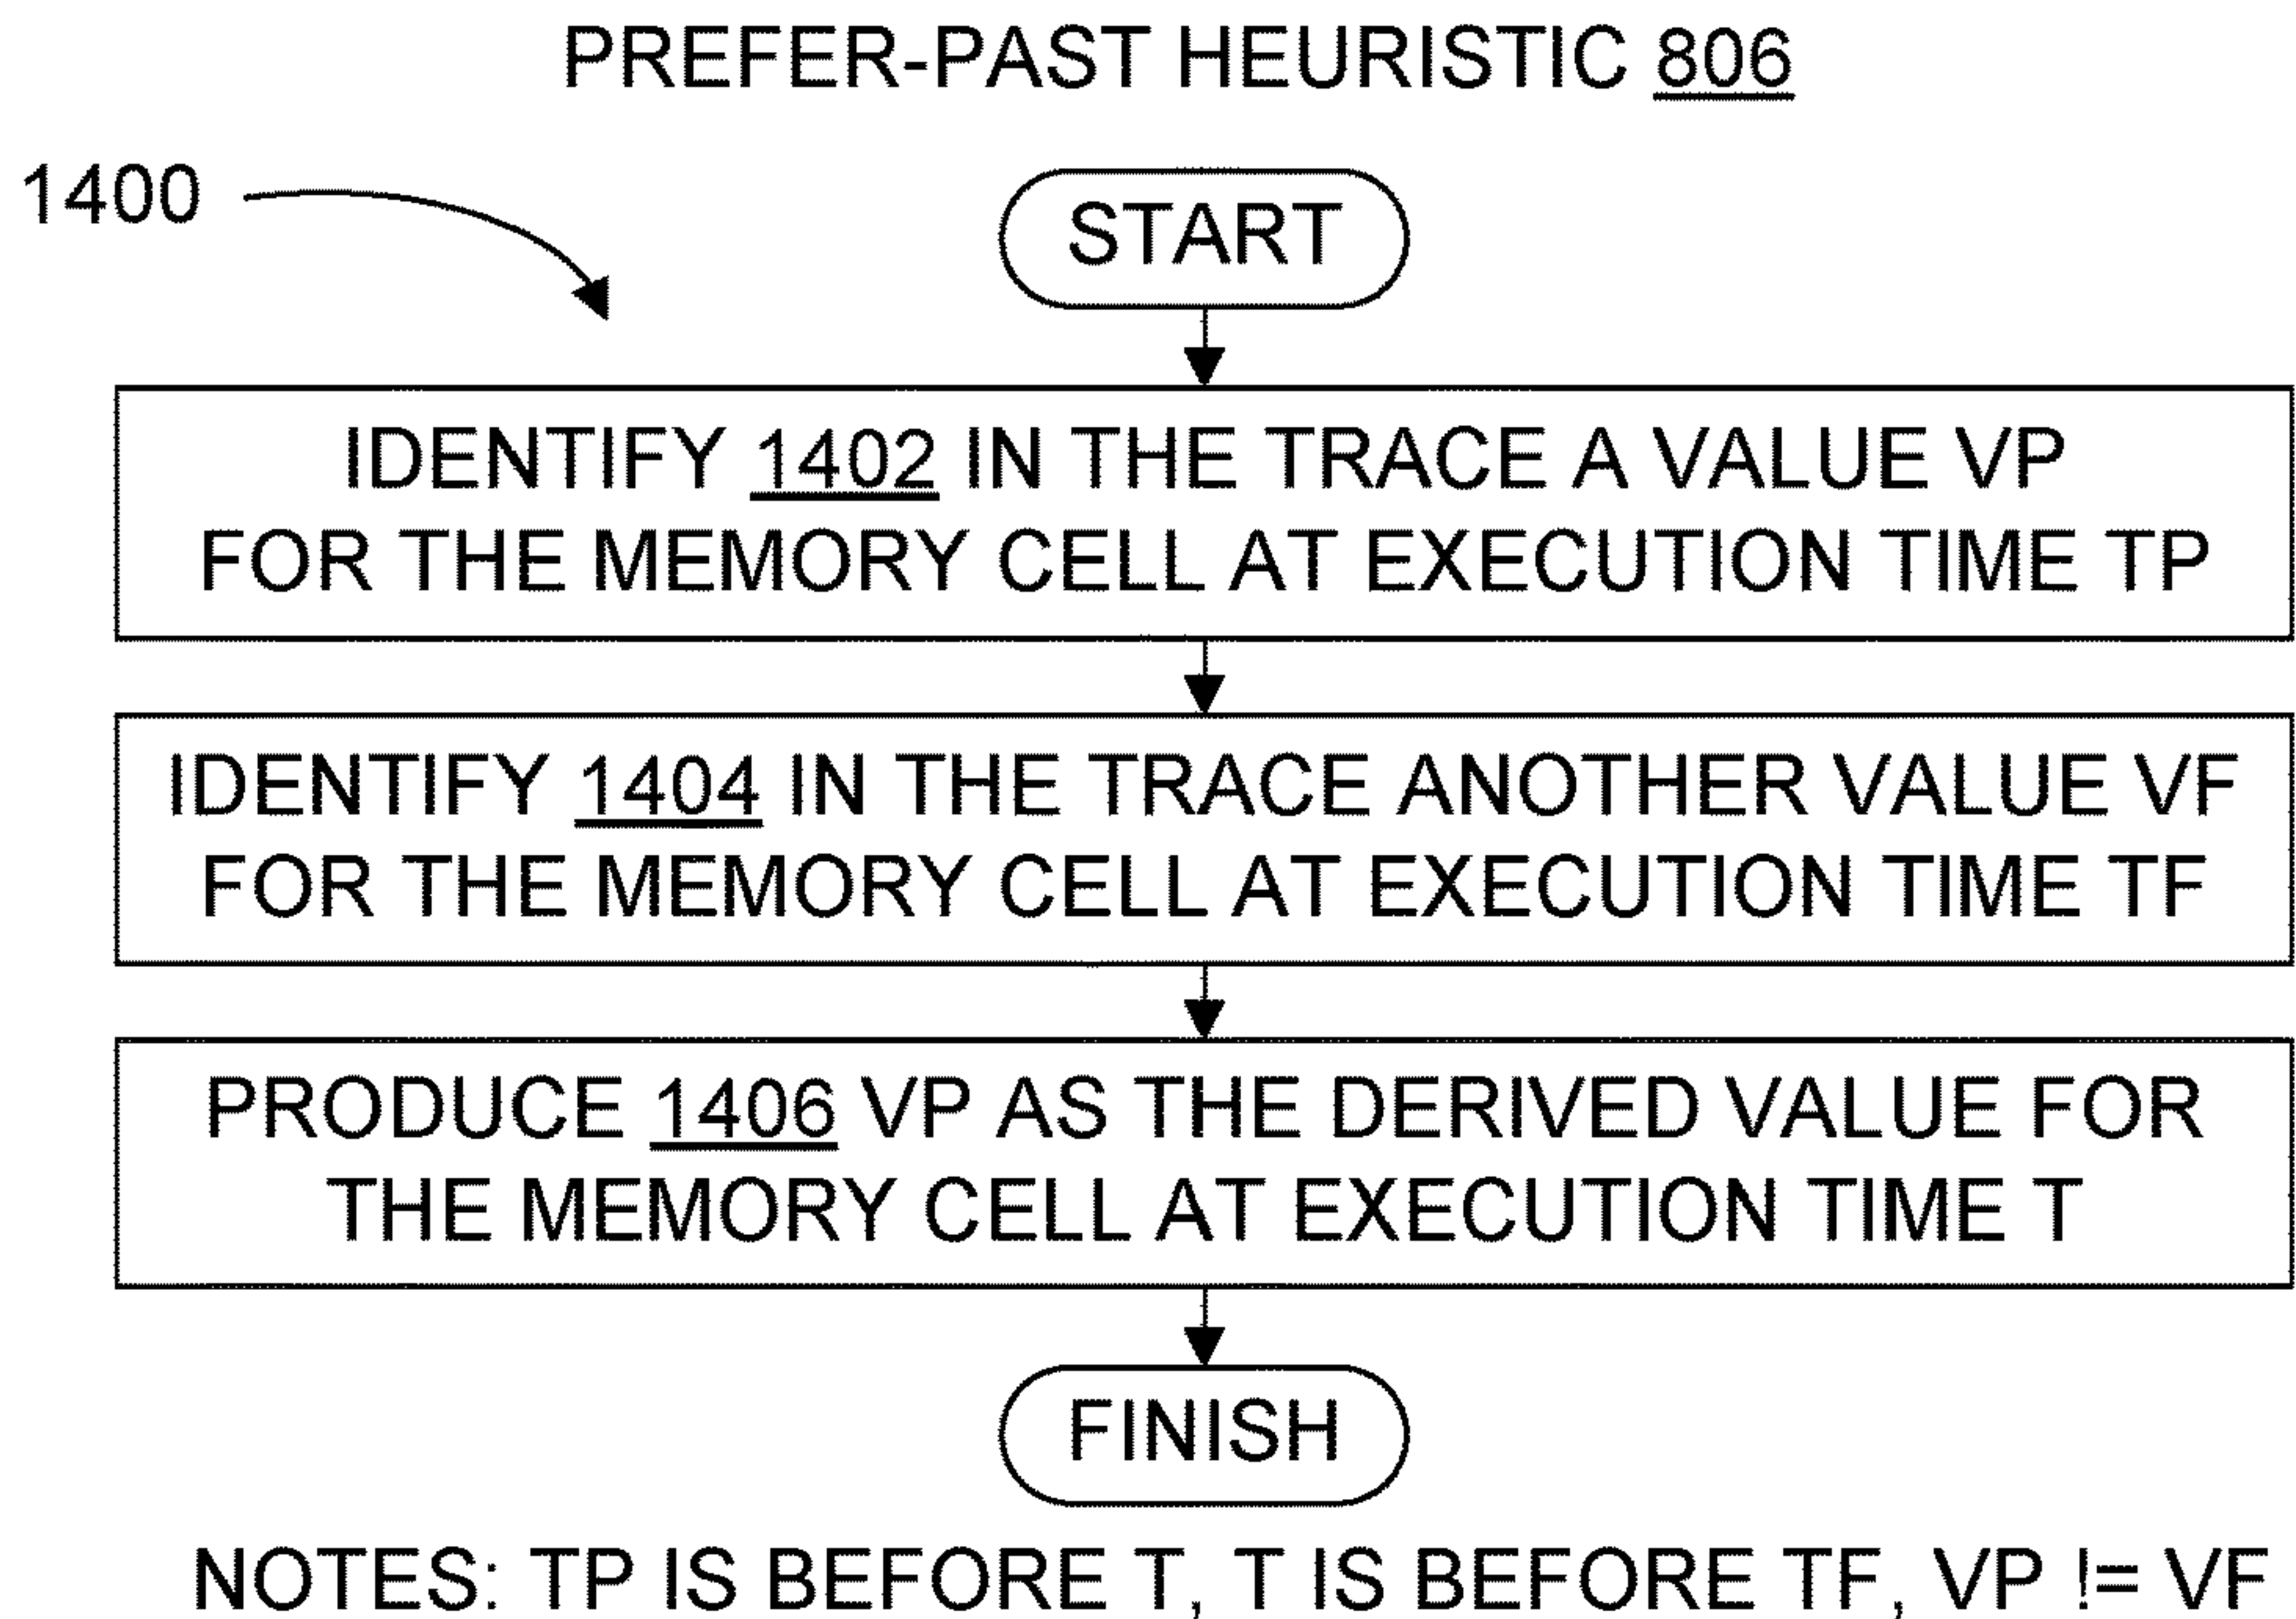 PREFER-PAST HEURISTIC 806
1400
START
IDENTIFY 1402 IN THE TRACE A VALUE VP
FOR THE MEMORY CELL AT EXECUTION TIME TP
IDENTIFY 1404 IN THE TRACE ANOTHER VALUE VF
FOR THE MEMORY CELL AT EXECUTION TIME TF
PRODUCE 1406 VP AS THE DERIVED VALUE FOR
THE MEMORY CELL AT EXECUTION TIME T
FINISH
NOTES: TP IS BEFORE T, T IS BEFORE TF, VP != VF